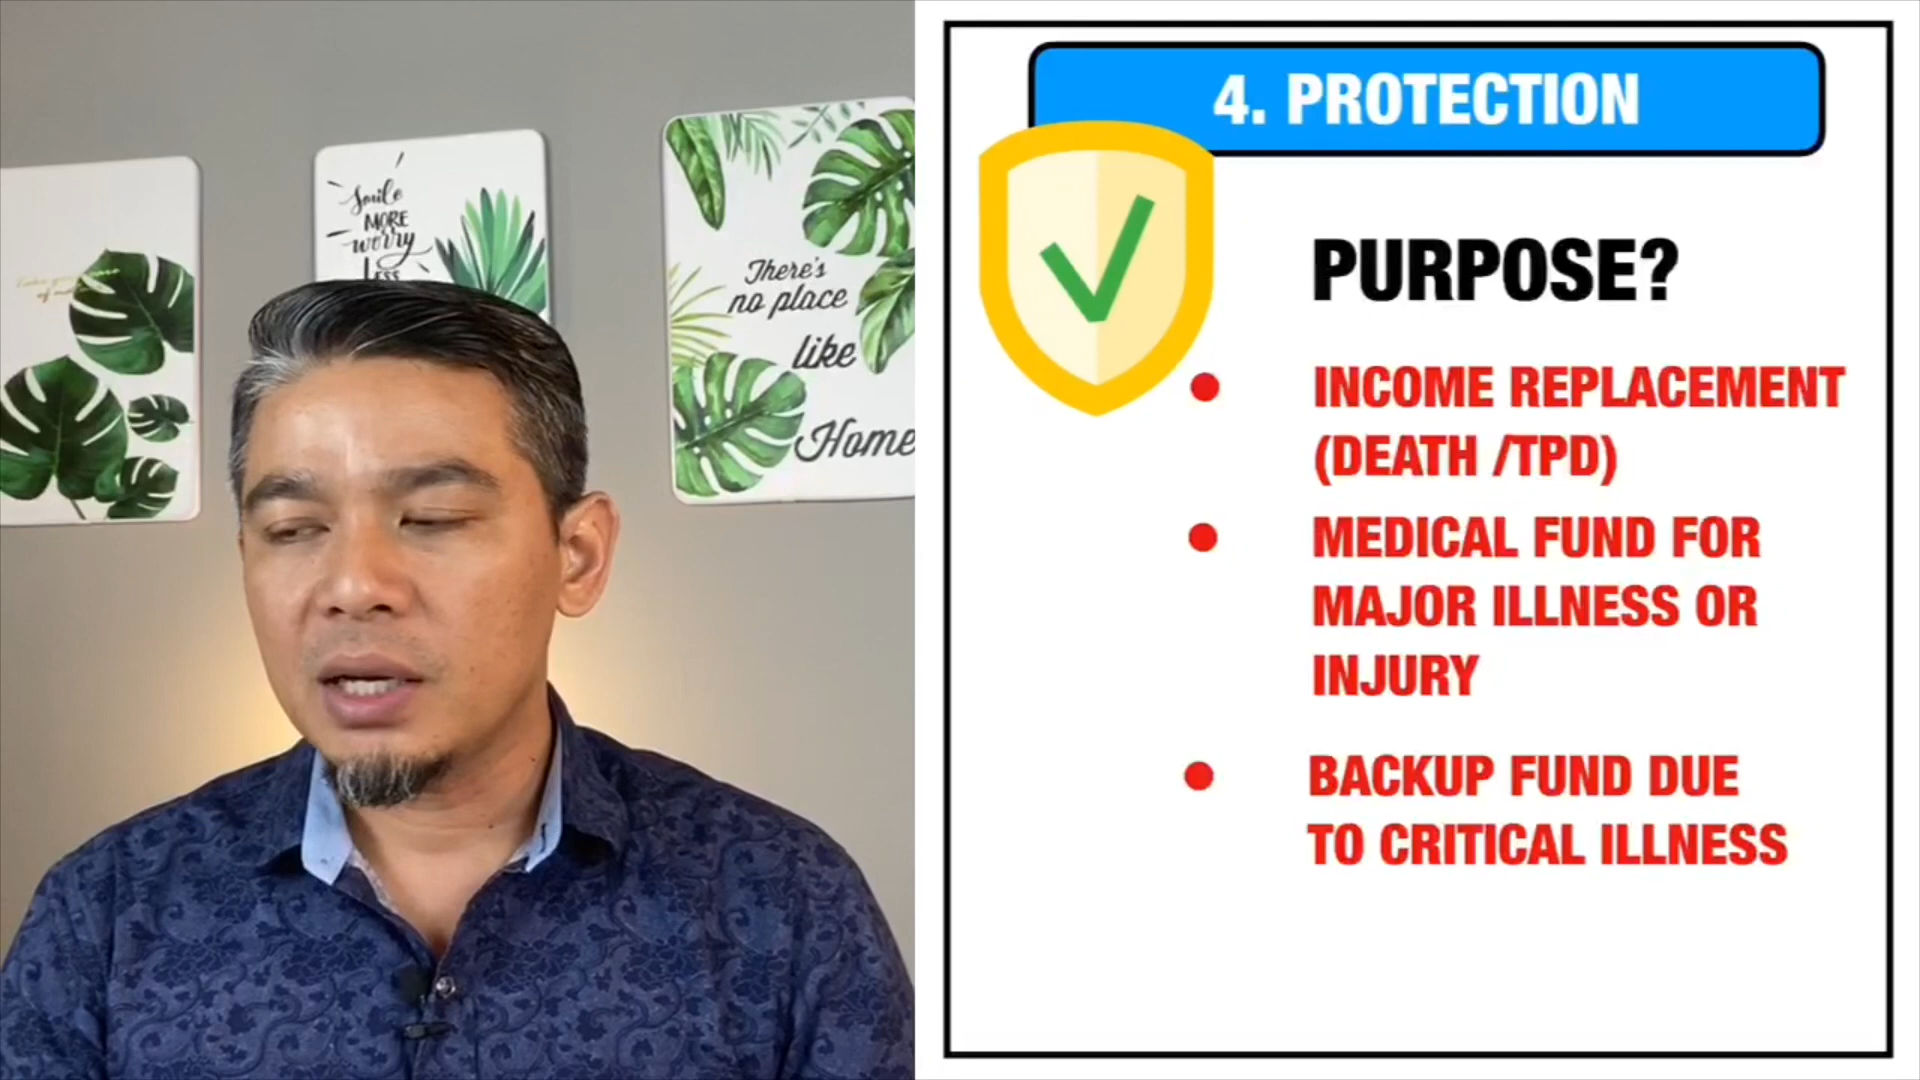 Smile
MORE
worry
LESS
There's
no place
like
Home
4. PROTECTION
PURPOSE?
• INCOME REPLACEMENT
(DEATH /TPD)
• MEDICAL FUND FOR
MAJOR ILLNESS OR
INJURY
• BACKUP FUND DUE
TO CRITICAL ILLNESS